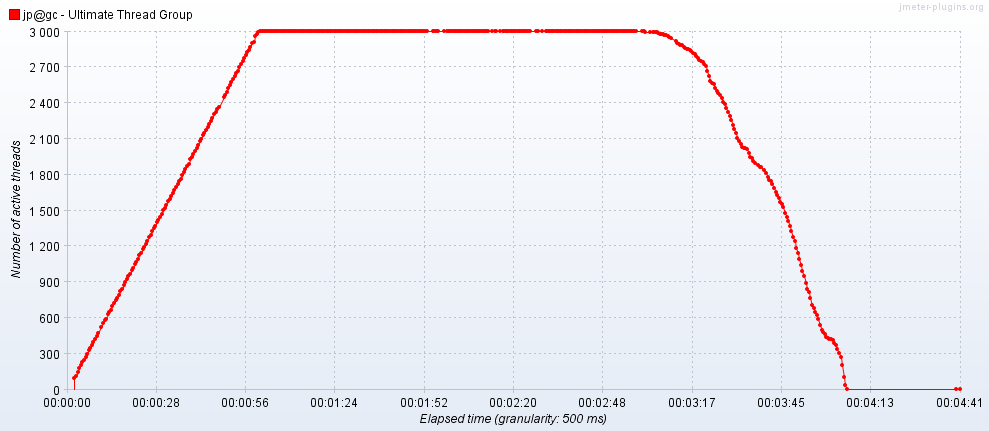 jmeter-plugins.org
jp@gc - Ultimate Thread Group
3 000
2 700
2 400
2 100
1 800
1 500
1 200
900
600
300
0
Number of active threads
00:00:00 00:00:28 00:00:56 00:01:24 00:01:52 00:02:20 00:02:48 00:03:17 00:03:45 00:04:13 00:04:41
Elapsed time (granularity: 500 ms)